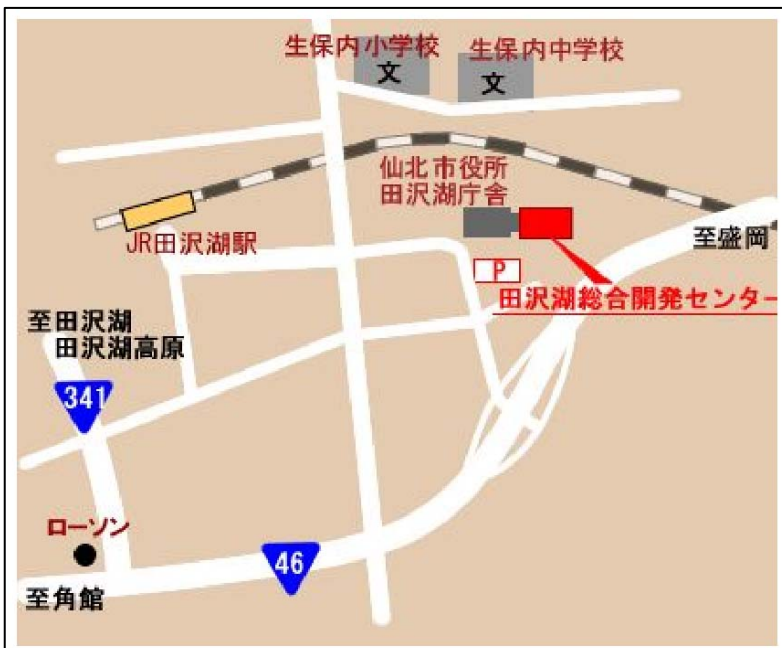 生保内小学校
文
生保内中学校
文
仙北市役所
田沢湖庁舎
至盛岡
JR田沢湖駅
P
田沢湖総合開発センター
至田沢湖
田沢湖高原
341
ローソン
46
至角館